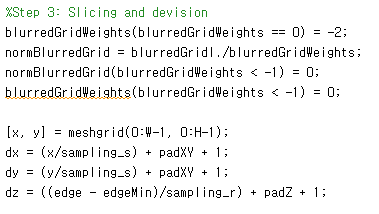 %Step 3: Slicing and devision
blurredGridWeights(blurredGridWeights == 0) = -2;
normBlurredGrid = blurredGridI./blurredGridWeights;
normBlurredGrid(blurredGridWeights < -1) = 0;
blurredGridWeights(blurredGridWeights < -1) = 0;
[x, y] = meshgrid(0:W-1, 0:H-1);
dx = (x/sampling_s) + padXY + 1;
dy = (y/sampling_s) + padXY + 1;
dz = ((edge - edgeMin)/sampling_r) + padZ + 1;